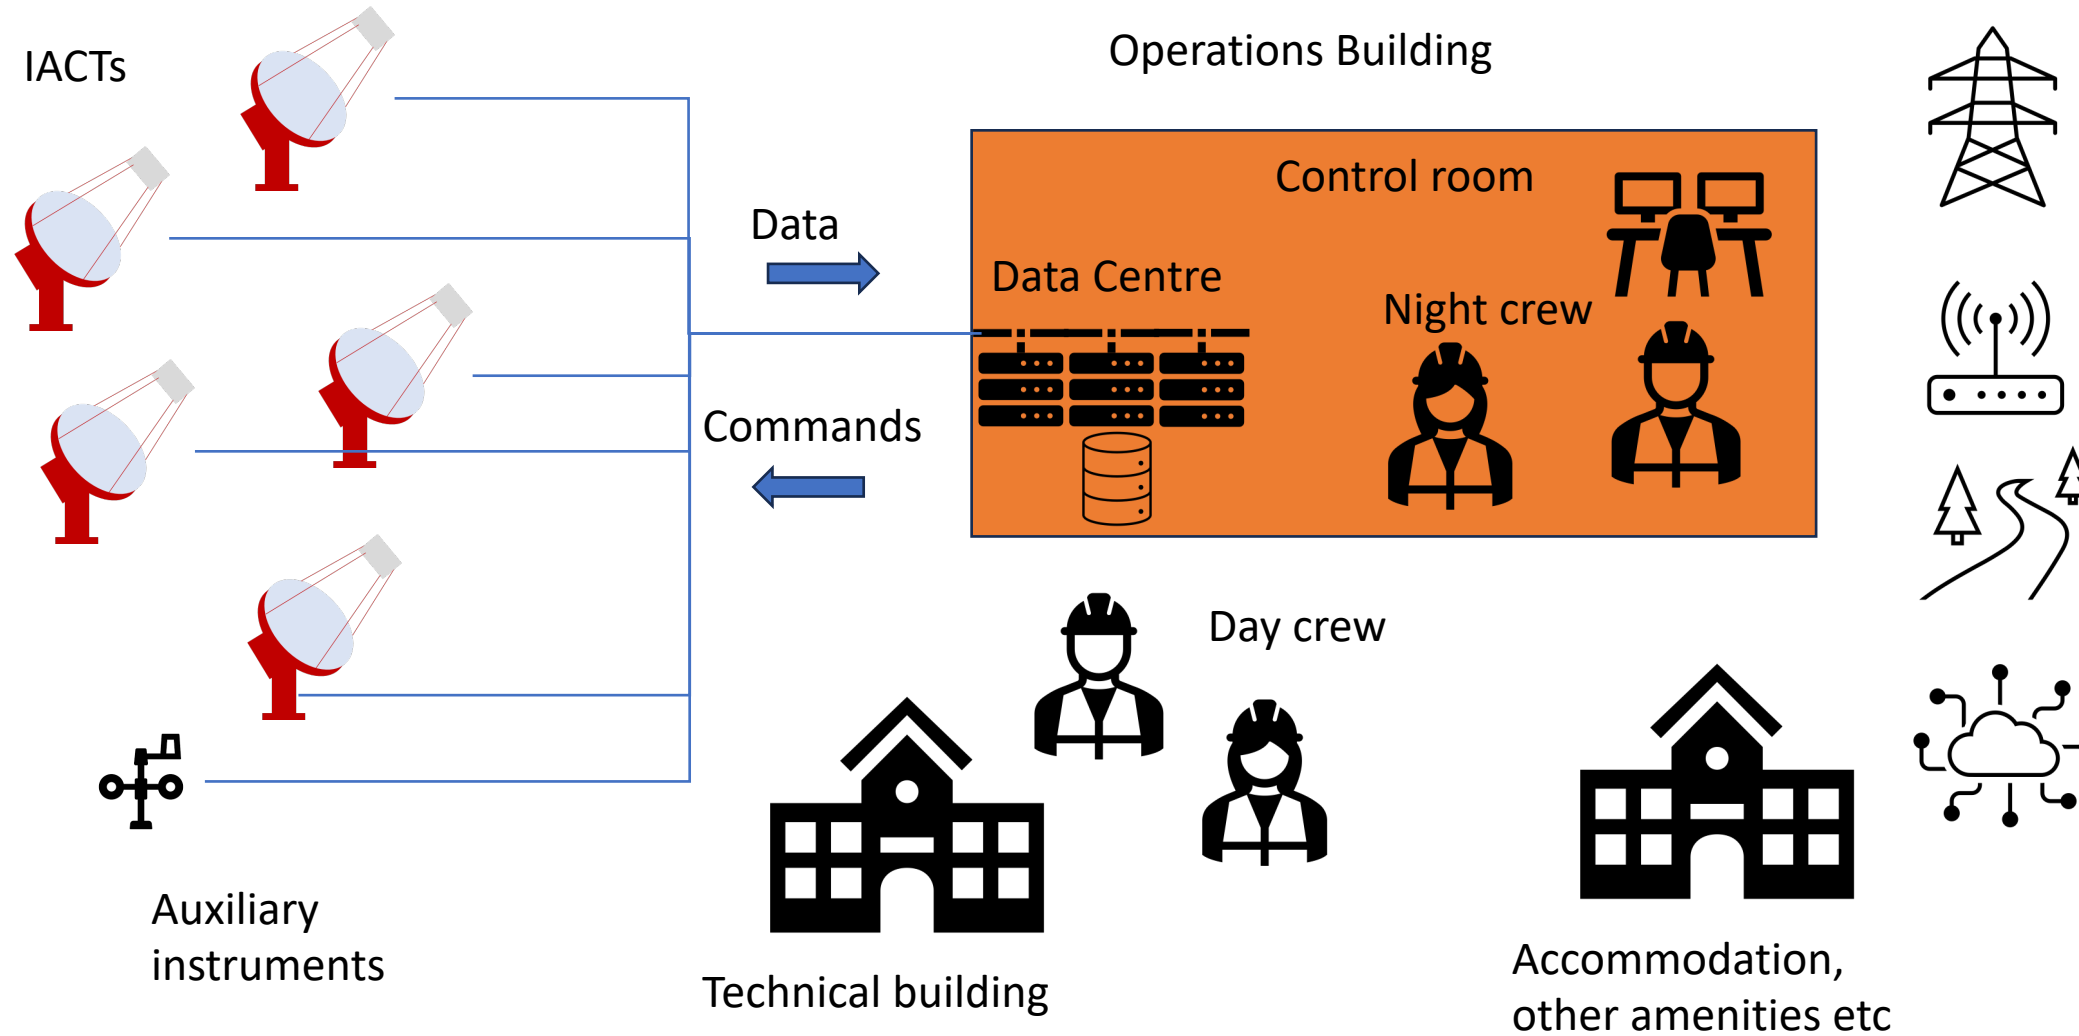 IACTs
Operations Building
Control room
Data
Data Centre
Night crew
Commands
Day crew
Auxiliary
instruments
Technical building
Accommodation,
other amenities etc